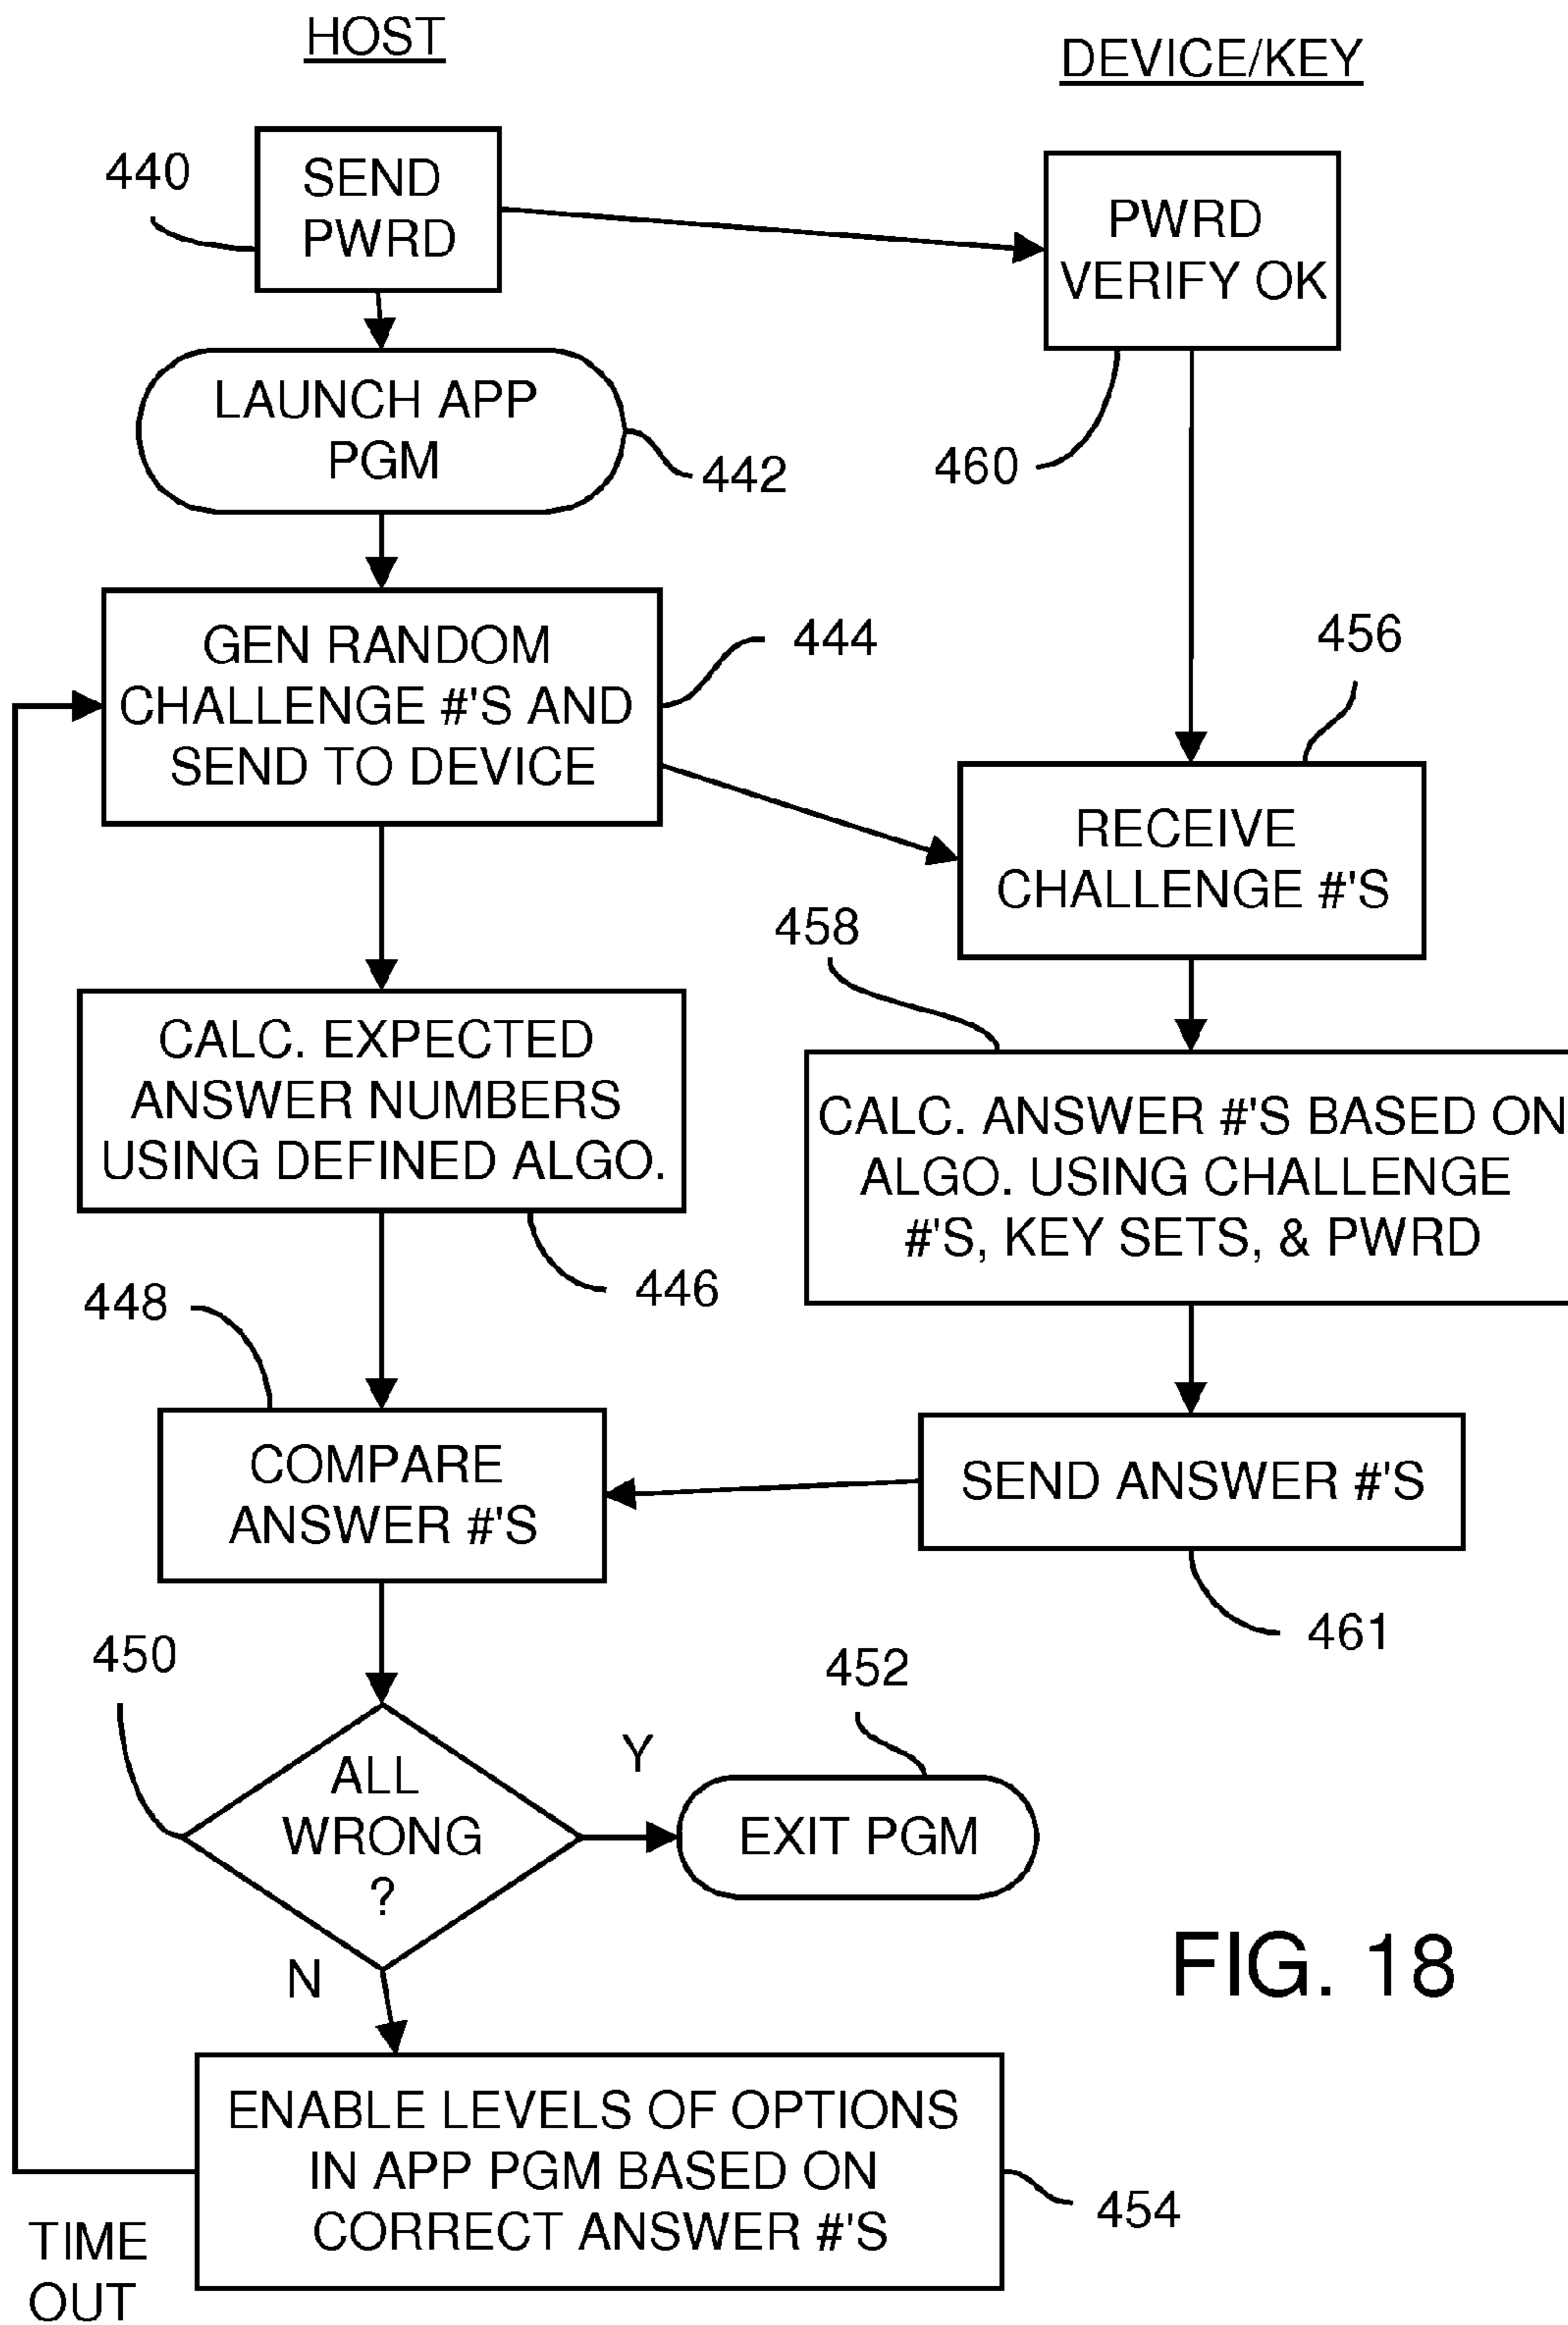 HOST
DEVICE/KEY
440
SEND
PWRD
PWRD
VERIFY OK
LAUNCH APP
PGM
442
460
GEN RANDOM
CHALLENGE #'S AND
SEND TO DEVICE
444
456
RECEIVE
CHALLENGE #'S
458
CALC. EXPECTED
ANSWER NUMBERS
USING DEFINED ALGO.
446
CALC. ANSWER #'S BASED ON
ALGO. USING CHALLENGE
#'S, KEY SETS, & PWRD
448
COMPARE
ANSWER #'S
SEND ANSWER #'S
461
450
ALL
WRONG
?
Y
452
EXIT PGM
N
FIG. 18
ENABLE LEVELS OF OPTIONS
IN APP PGM BASED ON
CORRECT ANSWER #'S
454
TIME
OUT